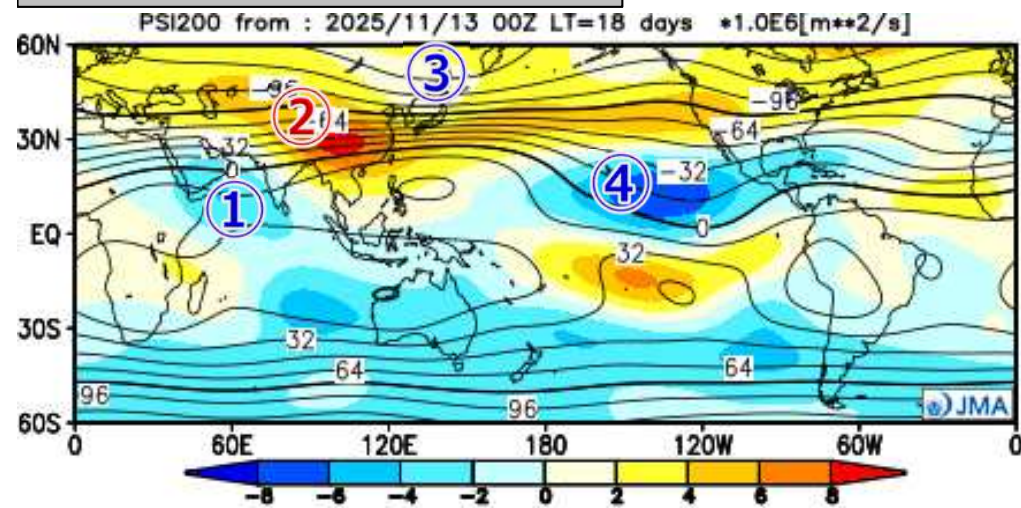 PSI200 from : 2025/11/13 00Z LT=18 days *1.0E6[m**2/s]
60N
③
-96
-96
②
-64
-64
30N
-32
-32
0
④
①
0
EQ
32
30S
32
64
64
96
96
JMA
60S
0 60E 120E 180 120W 60W 0
-8 -6 -4 -2 0 2 4 6 8